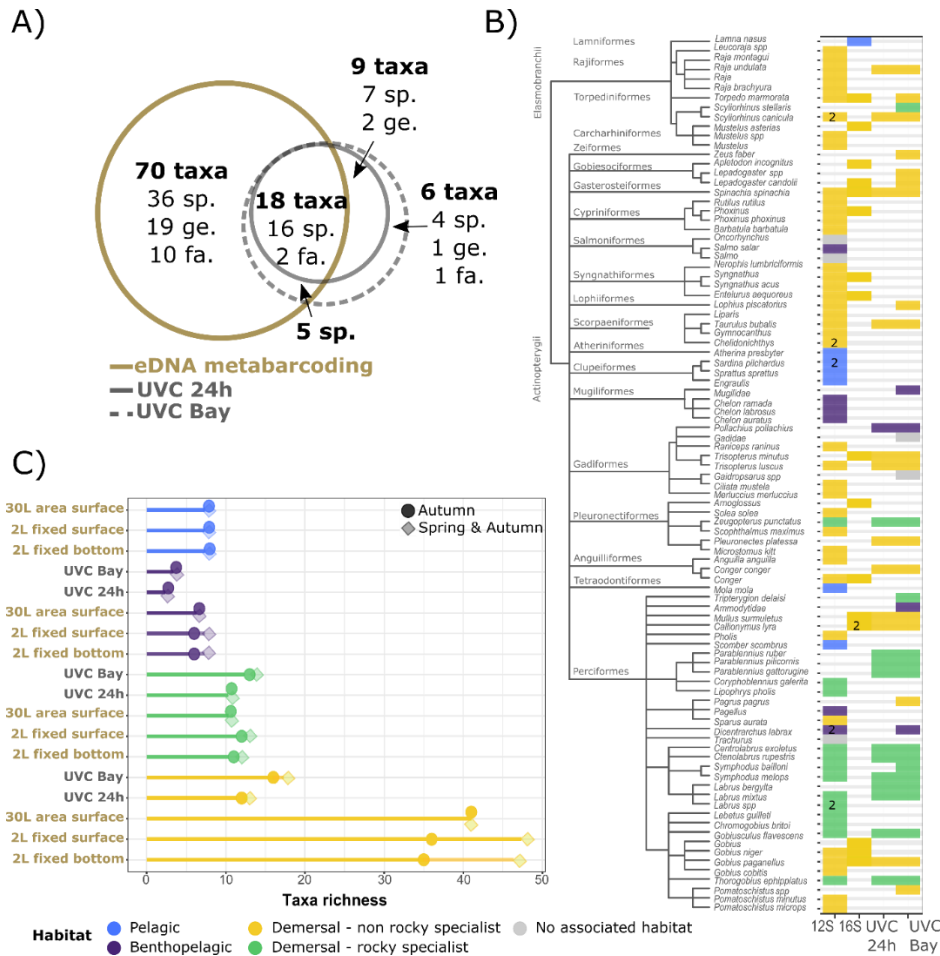 A)
9 taxa
7 sp.
2 ge.
70 taxa
36 sp.
19 ge.
10 fa.
18 taxa
16 sp.
2 fa.
6 taxa
4 sp.
1 ge.
1 fa.
5 sp.
eDNA metabarcoding
UVC 24h
UVC Bay
B)
Elasmobranchii
Actinopterygii
Lamniformes
Rajiformes
Torpediniformes
Carcharhiniformes
Zeiformes
Gobiesociformes
Gasterosteiformes
Cypriniformes
Salmoniformes
Syngnathiformes
Lophiiformes
Scorpaeniformes
Atheriniformes
Clupeiformes
Mugiliformes
Gadiformes
Pleuronectiformes
Anguilliformes
Tetraodontiformes
Perciformes
Lamna nasus
Leucoraja spp
Raja montagui
Raja undulata
Raja
Raja brachyura
Torpedo marmorata
Scyliorhinus stellaris
Scyliorhinus canicula
Mustelus asterias
Mustelus spp
Mustelus
Zeus faber
Apletodon incognitus
Lepadogaster spp
Lepadogaster candolii
Spinachia spinachia
Rutilus rutilus
Phoxinus
Phoxinus phoxinus
Barbatula barbatula
Oncorhynchus
Salmo salar
Salmo
Nerophis lumbriciformis
Syngnathus
Syngnathus acus
Entelurus aequoreus
Lophius piscatorius
Liparis
Taurulus bubalis
Gymnocanthus
Chelidonichthys
Atherina presbyter
Sardina pilchardus
Sprattus sprattus
Engraulis
Mugilidae
Chelon ramada
Chelon labrosus
Chelon auratus
Pollachius pollachius
Gadidae
Raniceps raninus
Trisopterus minutus
Trisopterus luscus
Gaidropsarus spp
Ciliata mustela
Merluccius merluccius
Arnoglossus
Solea solea
Zeugopterus punctatus
Scophthalmus maximus
Pleuronectes platessa
Microstomus kitt
Anguilla anguilla
Conger conger
Conger
Mola mola
Tripterygion delaisi
Ammodytidae
Mullus surmuletus
Callionymus lyra
Pholis
Scomber scombrus
Parablennius ruber
Parablennius pilicornis
Parablennius gattorugine
Coryphoblennius galerita
Lipophrys pholis
Pagrus pagrus
Pagellus
Sparus aurata
Dicentrarchus labrax
Trachurus
Centrolabrus exoletus
Ctenolabrus rupestris
Symphodus bailloni
Symphodus melops
Labrus bergylta
Labrus mixtus
Labrus spp
Lebetus guilleti
Chromogobius britoi
Gobiusculus flavescens
Gobius
Gobius niger
Gobius paganellus
Gobius cobitis
Thorogobius ephippiatus
Pomatoschistus spp
Pomatoschistus minutus
Pomatoschistus microps
2
2
2
2
2
2
12S 16S UVC UVC
24h Bay
C)
30L area surface
2L fixed surface
2L fixed bottom
UVC Bay
UVC 24h
30L area surface
2L fixed surface
2L fixed bottom
UVC Bay
UVC 24h
30L area surface
2L fixed surface
2L fixed bottom
UVC Bay
UVC 24h
30L area surface
2L fixed surface
2L fixed bottom
Autumn
Spring & Autumn
0 10 20 30 40 50
Taxa richness
Habitat
Pelagic
Benthopelagic
Demersal - non rocky specialist
Demersal - rocky specialist
No associated habitat